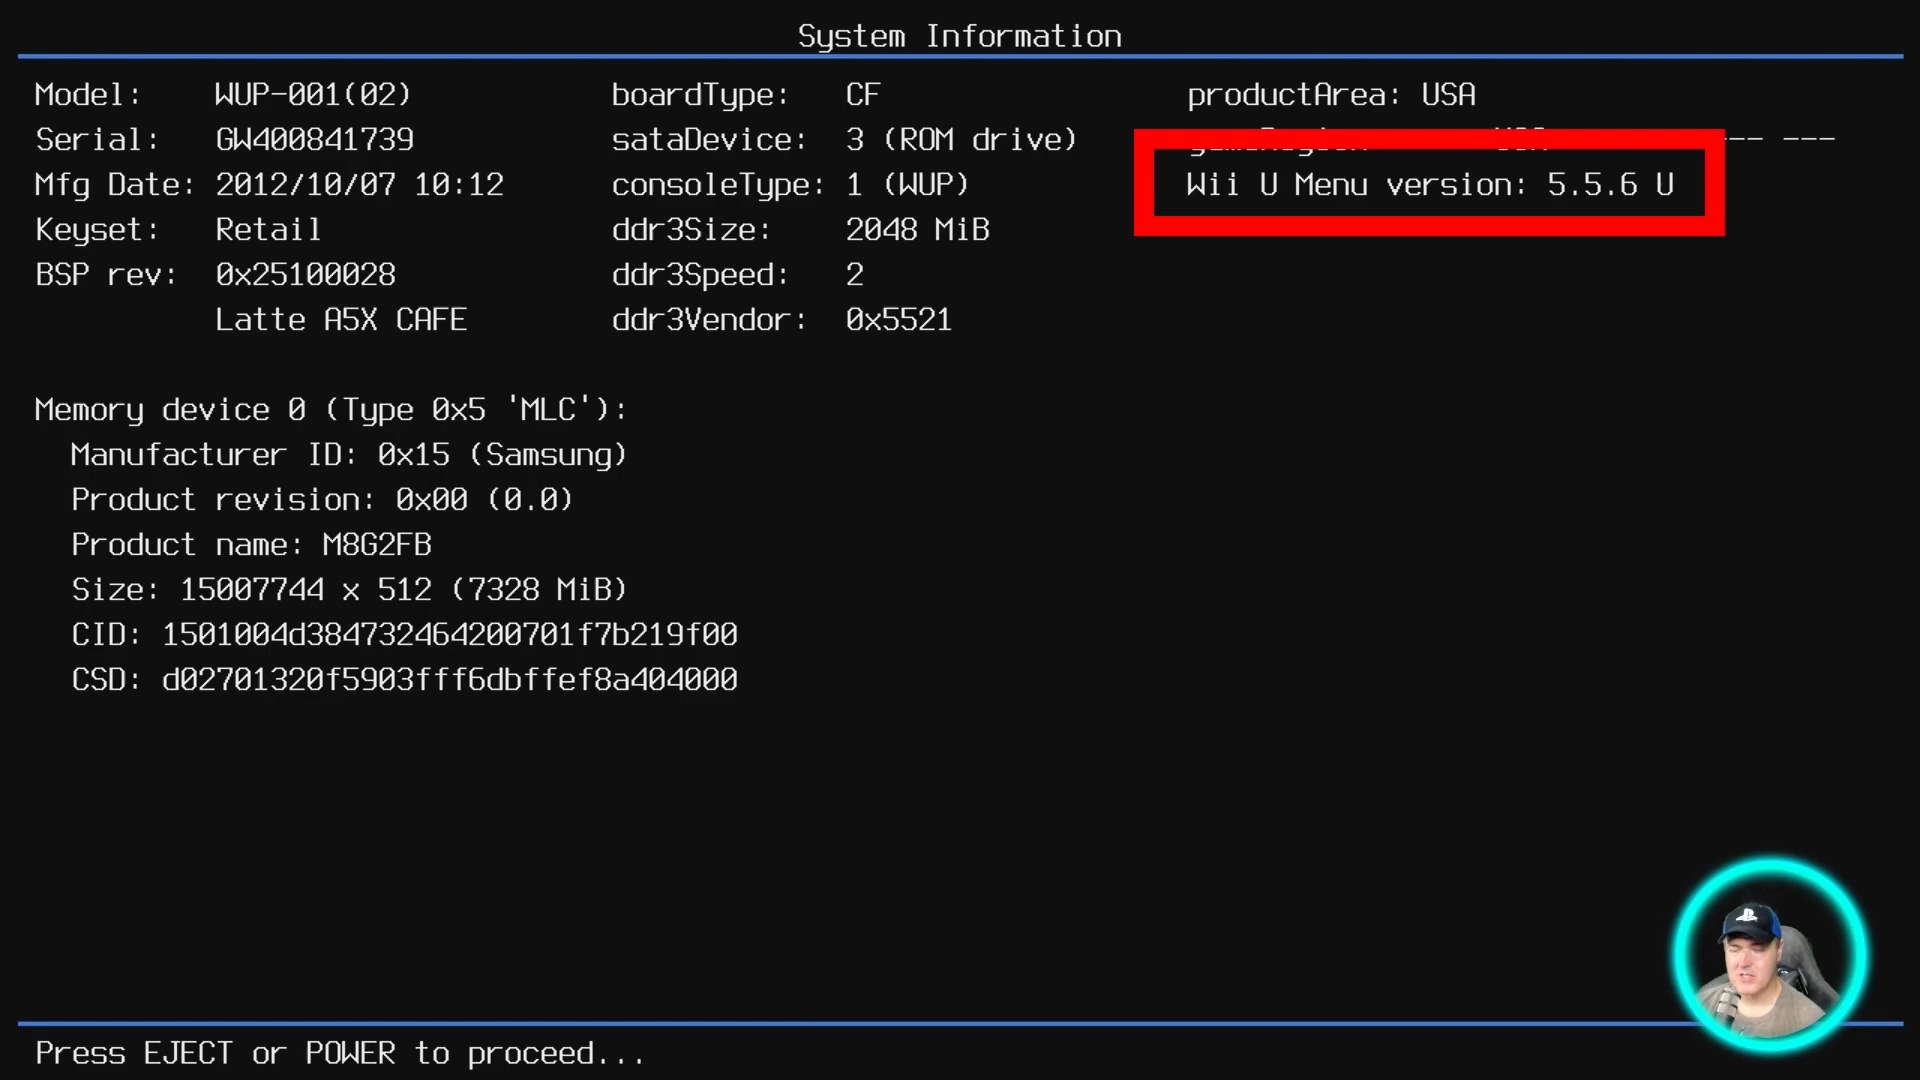 System Information
Model: WUP-001(02) boardType: CF productArea: USA
Serial: GW400841739 sataDevice: 3 (ROM drive) --- ---
Mfg Date: 2012/10/07 10:12 consoleType: 1 (WUP) Wii U Menu version: 5.5.6 U
Keyset: Retail ddr3Size: 2048 MiB
BSP rev: 0x25100028 ddr3Speed: 2
Latte A5X CAFE ddr3Vendor: 0x5521
Memory device 0 (Type 0x5 'MLC'):
Manufacturer ID: 0x15 (Samsung)
Product revision: 0x00 (0.0)
Product name: M8G2FB
Size: 15007744 x 512 (7328 MiB)
CID: 1501004d384732464200701f7b219f00
CSD: d02701320f5903fff6dbffef8a404000
Press EJECT or POWER to proceed...